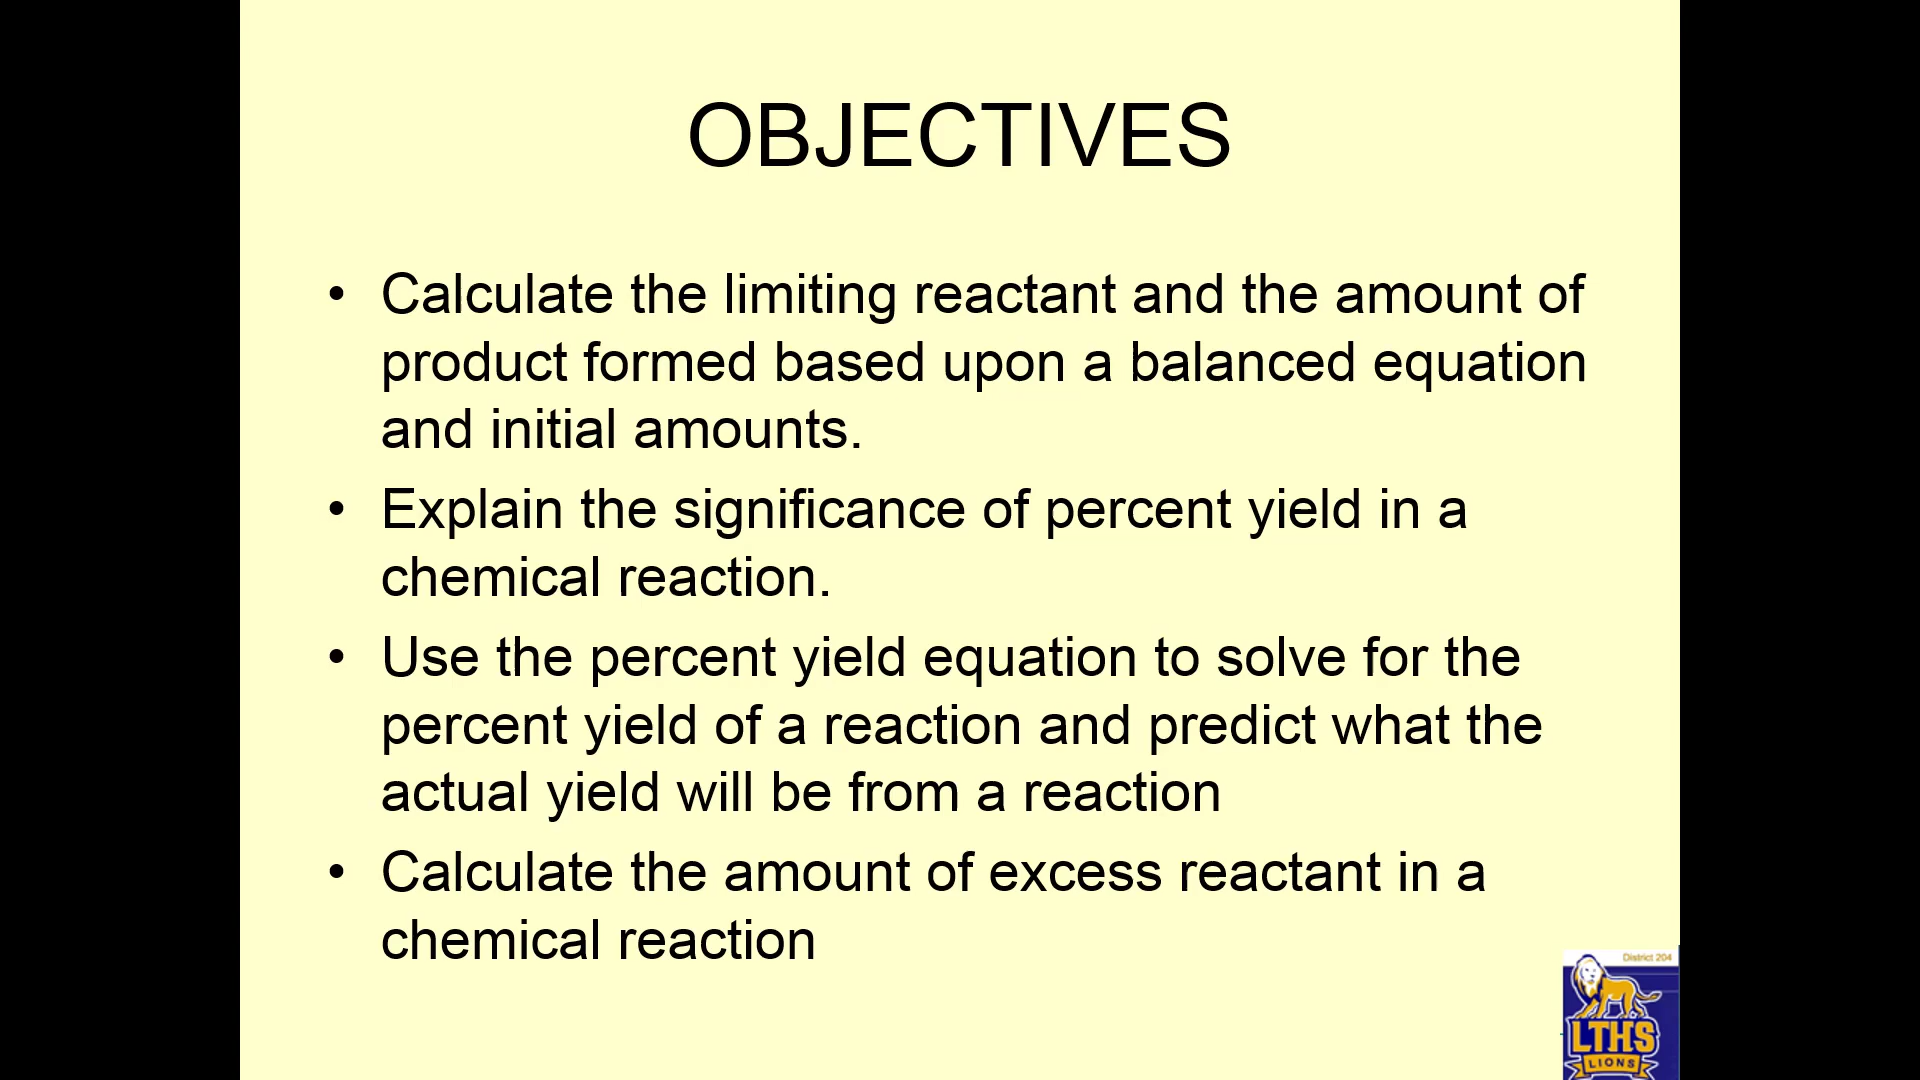 OBJECTIVES
• Calculate the limiting reactant and the amount of
product formed based upon a balanced equation
and initial amounts.
• Explain the significance of percent yield in a
chemical reaction.
• Use the percent yield equation to solve for the
percent yield of a reaction and predict what the
actual yield will be from a reaction
• Calculate the amount of excess reactant in a
chemical reaction
District 204
LTHS
LIONS